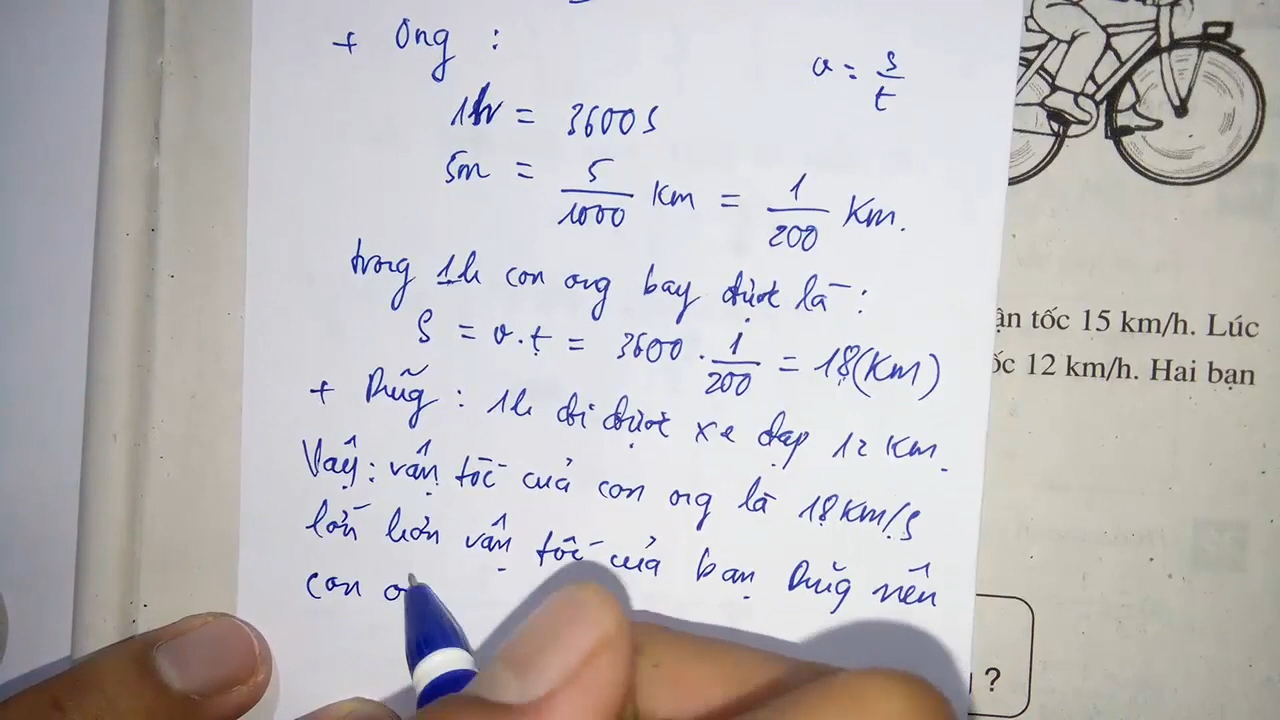 + Ong :
v = s/t
1h = 3600s
5m = 5/1000 Km = 1/200 Km.
trong 1h con ong bay được là :
S = v.t = 3600 . 1/200 = 18 (Km)
+ Dũng : 1h đi được xe đạp 12 Km.
Vậy : vận tốc của con ong là 18 Km/s
lớn hơn vận tốc của bạn Dũng nên
con o
ận tốc 15 km/h. Lúc
ốc 12 km/h. Hai bạn
?